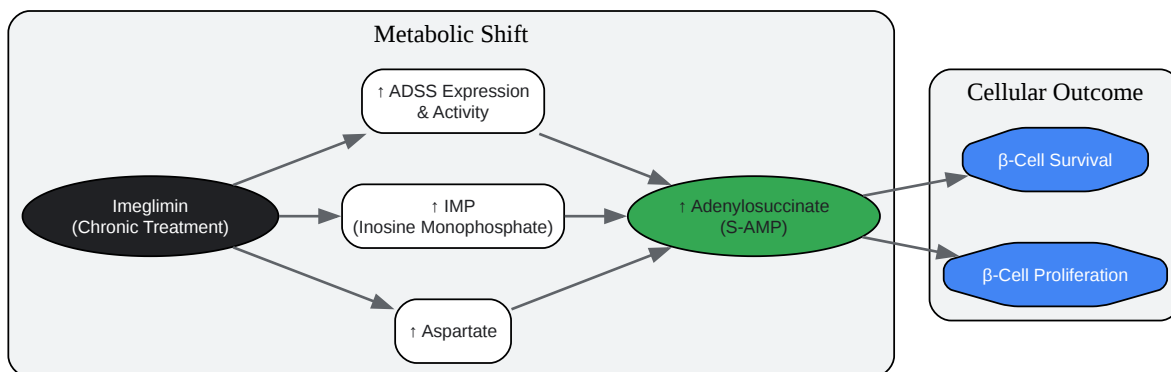 Metabolic Shift
↑ ADSS Expression
& Activity
Imeglimin
(Chronic Treatment)
↑ IMP
(Inosine Monophosphate)
↑ Aspartate
↑ Adenylosuccinate
(S-AMP)
Cellular Outcome
β-Cell Survival
β-Cell Proliferation